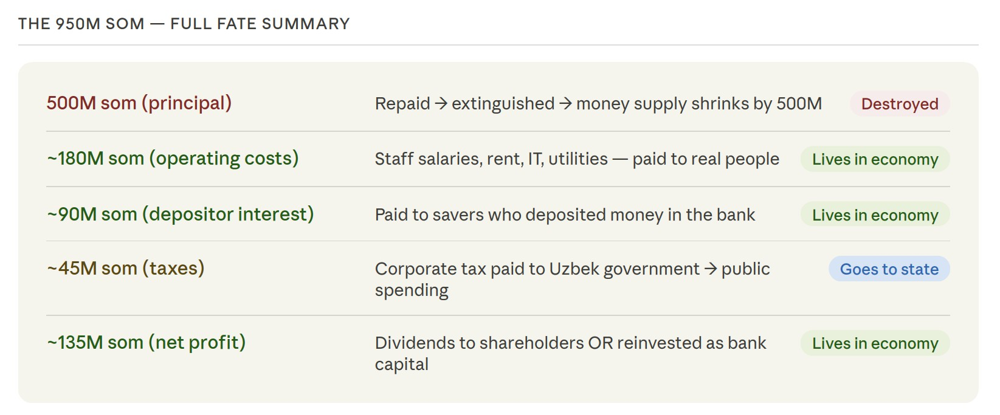 THE 950M SOM — FULL FATE SUMMARY
500M som (principal)
Repaid → extinguished → money supply shrinks by 500M
Destroyed
~180M som (operating costs)
Staff salaries, rent, IT, utilities — paid to real people
Lives in economy
~90M som (depositor interest)
Paid to savers who deposited money in the bank
Lives in economy
~45M som (taxes)
Corporate tax paid to Uzbek government → public
spending
Goes to state
~135M som (net profit)
Dividends to shareholders OR reinvested as bank
capital
Lives in economy